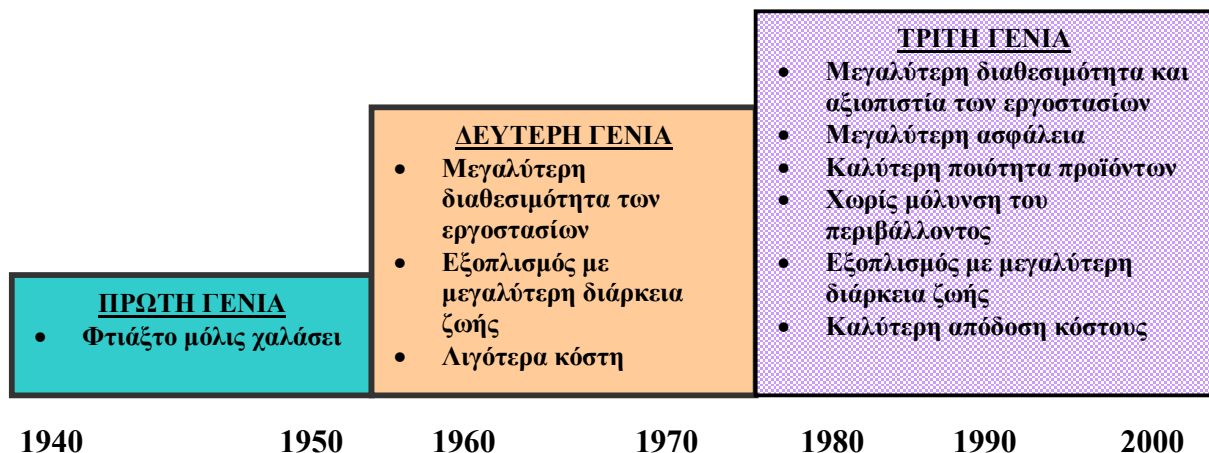 ΠΡΩΤΗ ΓΕΝΙΑ
• Φτιάξτο μόλις χαλάσει
ΔΕΥΤΕΡΗ ΓΕΝΙΑ
• Μεγαλύτερη
διαθεσιμότητα των
εργοστασίων
• Εξοπλισμός με
μεγαλύτερη διάρκεια
ζωής
• Λιγότερα κόστη
ΤΡΙΤΗ ΓΕΝΙΑ
• Μεγαλύτερη διαθεσιμότητα και
αξιοπιστία των εργοστασίων
• Μεγαλύτερη ασφάλεια
• Καλύτερη ποιότητα προϊόντων
• Χωρίς μόλυνση του
περιβάλλοντος
• Εξοπλισμός με μεγαλύτερη
διάρκεια ζωής
• Καλύτερη απόδοση κόστους
1940 1950 1960 1970 1980 1990 2000